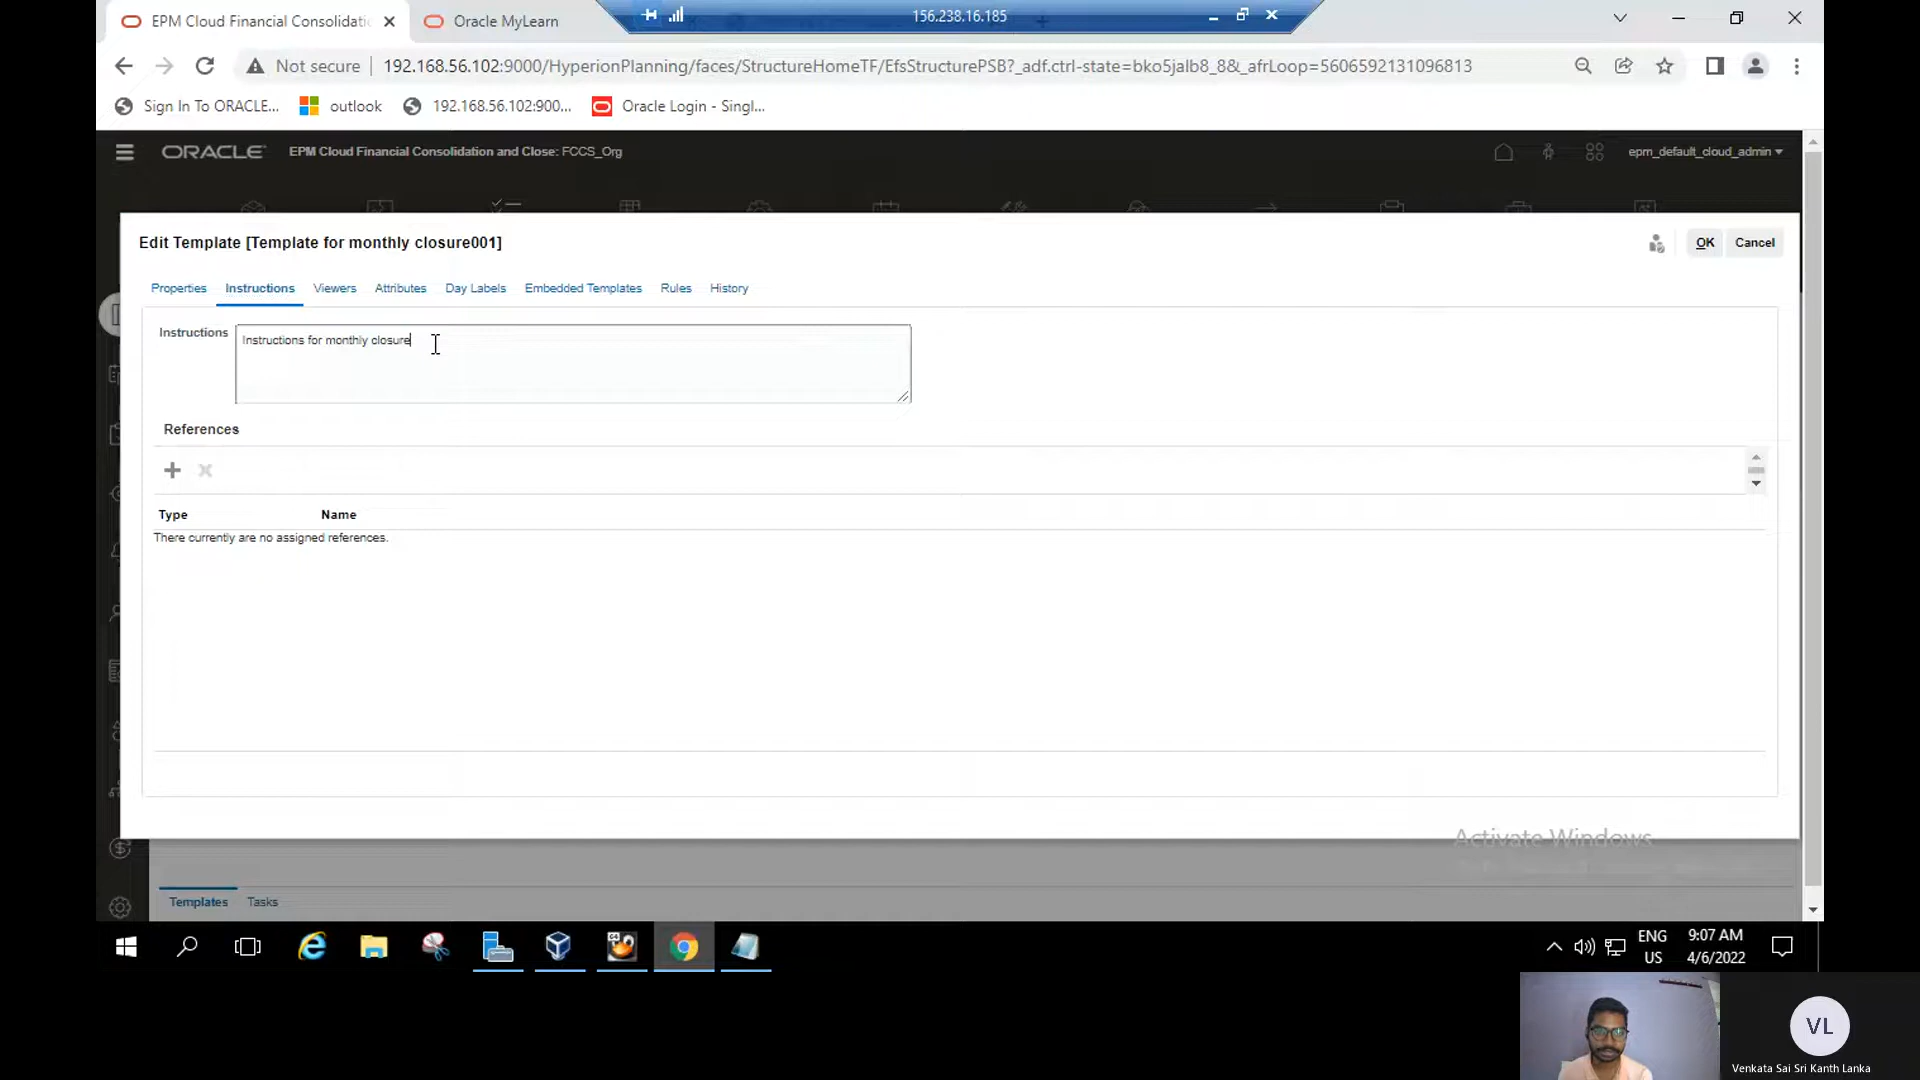 EPM Cloud Financial Consolidati
Oracle MyLearn
156.238.16.185
Not secure
192.168.56.102:9000/HyperionPlanning/faces/StructureHomeTF/EfsStructurePSB?_adf.ctrl-state=bko5jalb8_8&_afrLoop=5606592131096813
Sign In To ORACLE...
outlook
192.168.56.102:900...
Oracle Login - Singl...
ORACLE
EPM Cloud Financial Consolidation and Close: FCCS_Org
epm_default_cloud_admin
Edit Template [Template for monthly closure001]
OK
Cancel
Properties
Instructions
Viewers
Attributes
Day Labels
Embedded Templates
Rules
History
Instructions
Instructions for monthly closure
References
Type
Name
There currently are no assigned references.
Activate Windows
Templates
Tasks
ENG
US
9:07 AM
4/6/2022
VL
Venkata Sai Sri Kanth Lanka